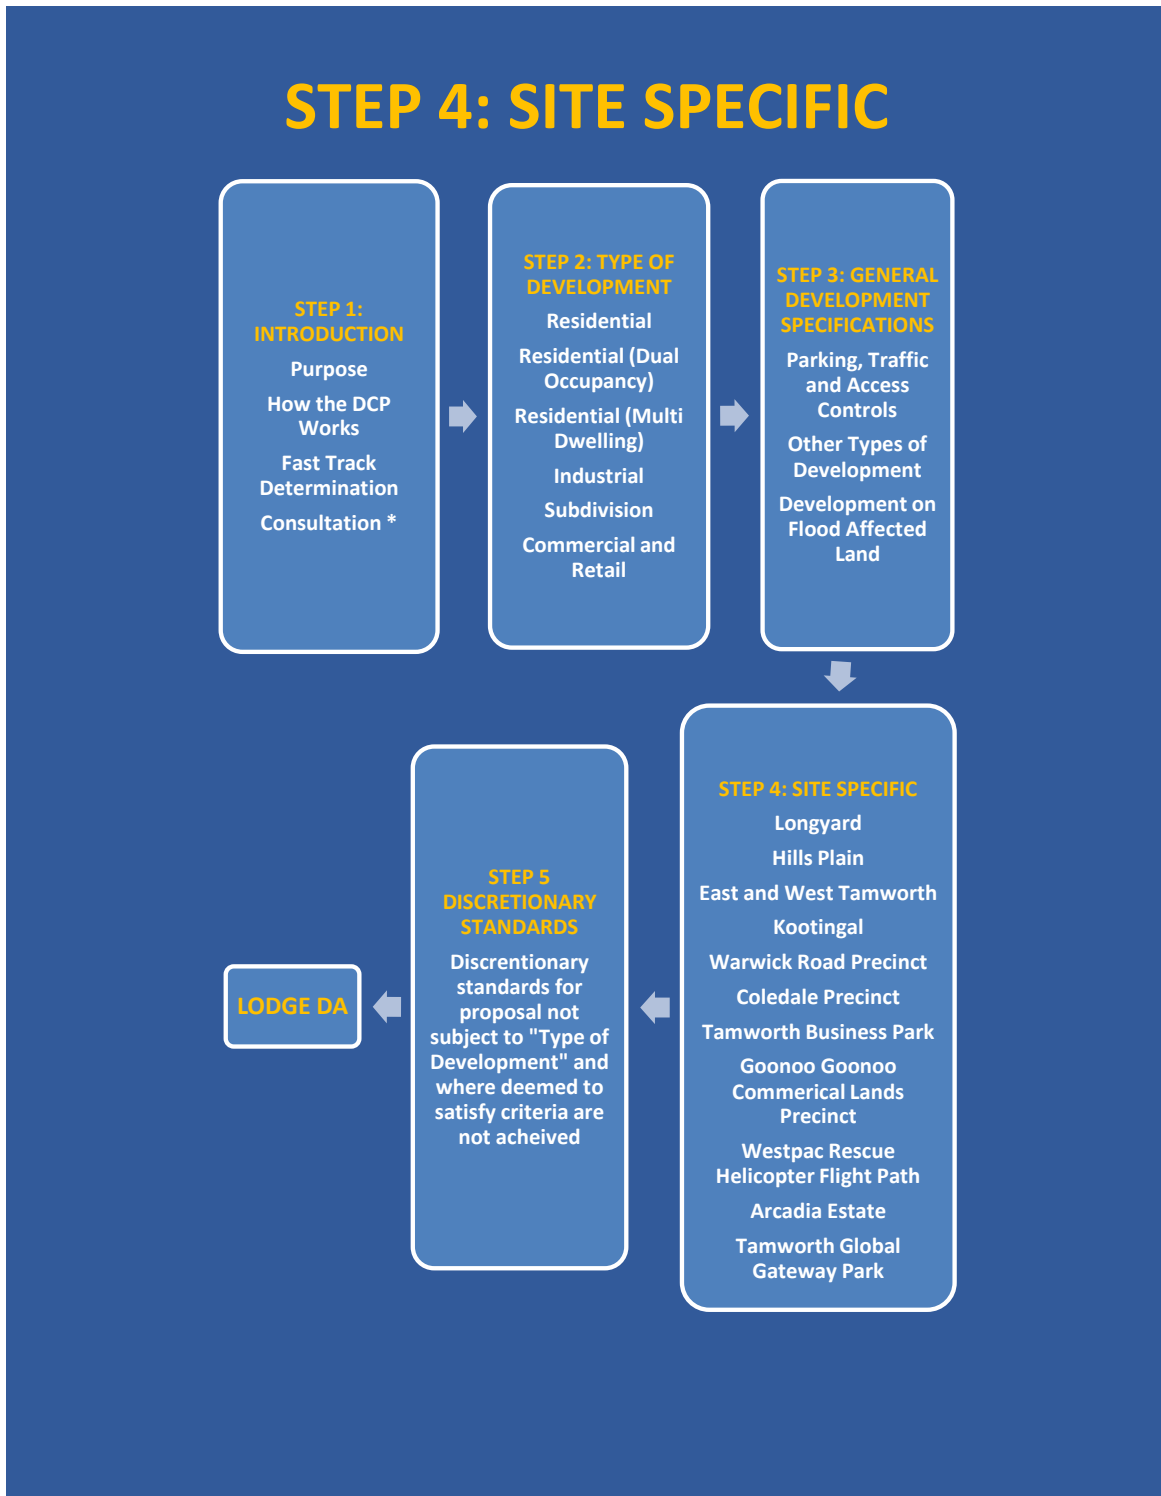 STEP 4: SITE SPECIFIC
STEP 1:
INTRODUCTION
Purpose
How the DCP
Works
Fast Track
Determination
Consultation *
STEP 2: TYPE OF
DEVELOPMENT
Residential
Residential (Dual
Occupancy)
Residential (Multi
Dwelling)
Industrial
Subdivision
Commercial and
Retail
STEP 3: GENERAL
DEVELOPMENT
SPECIFICATIONS
Parking, Traffic
and Access
Controls
Other Types of
Development
Development on
Flood Affected
Land
STEP 4: SITE SPECIFIC
Longyard
Hills Plain
East and West Tamworth
Kootingal
Warwick Road Precinct
Coledale Precinct
Tamworth Business Park
Goonoo Goonoo
Commerical Lands
Precinct
Westpac Rescue
Helicopter Flight Path
Arcadia Estate
Tamworth Global
Gateway Park
STEP 5
DISCRETIONARY
STANDARDS
Discrentionary
standards for
proposal not
subject to "Type of
Development" and
where deemed to
satisfy criteria are
not acheived
LODGE DA